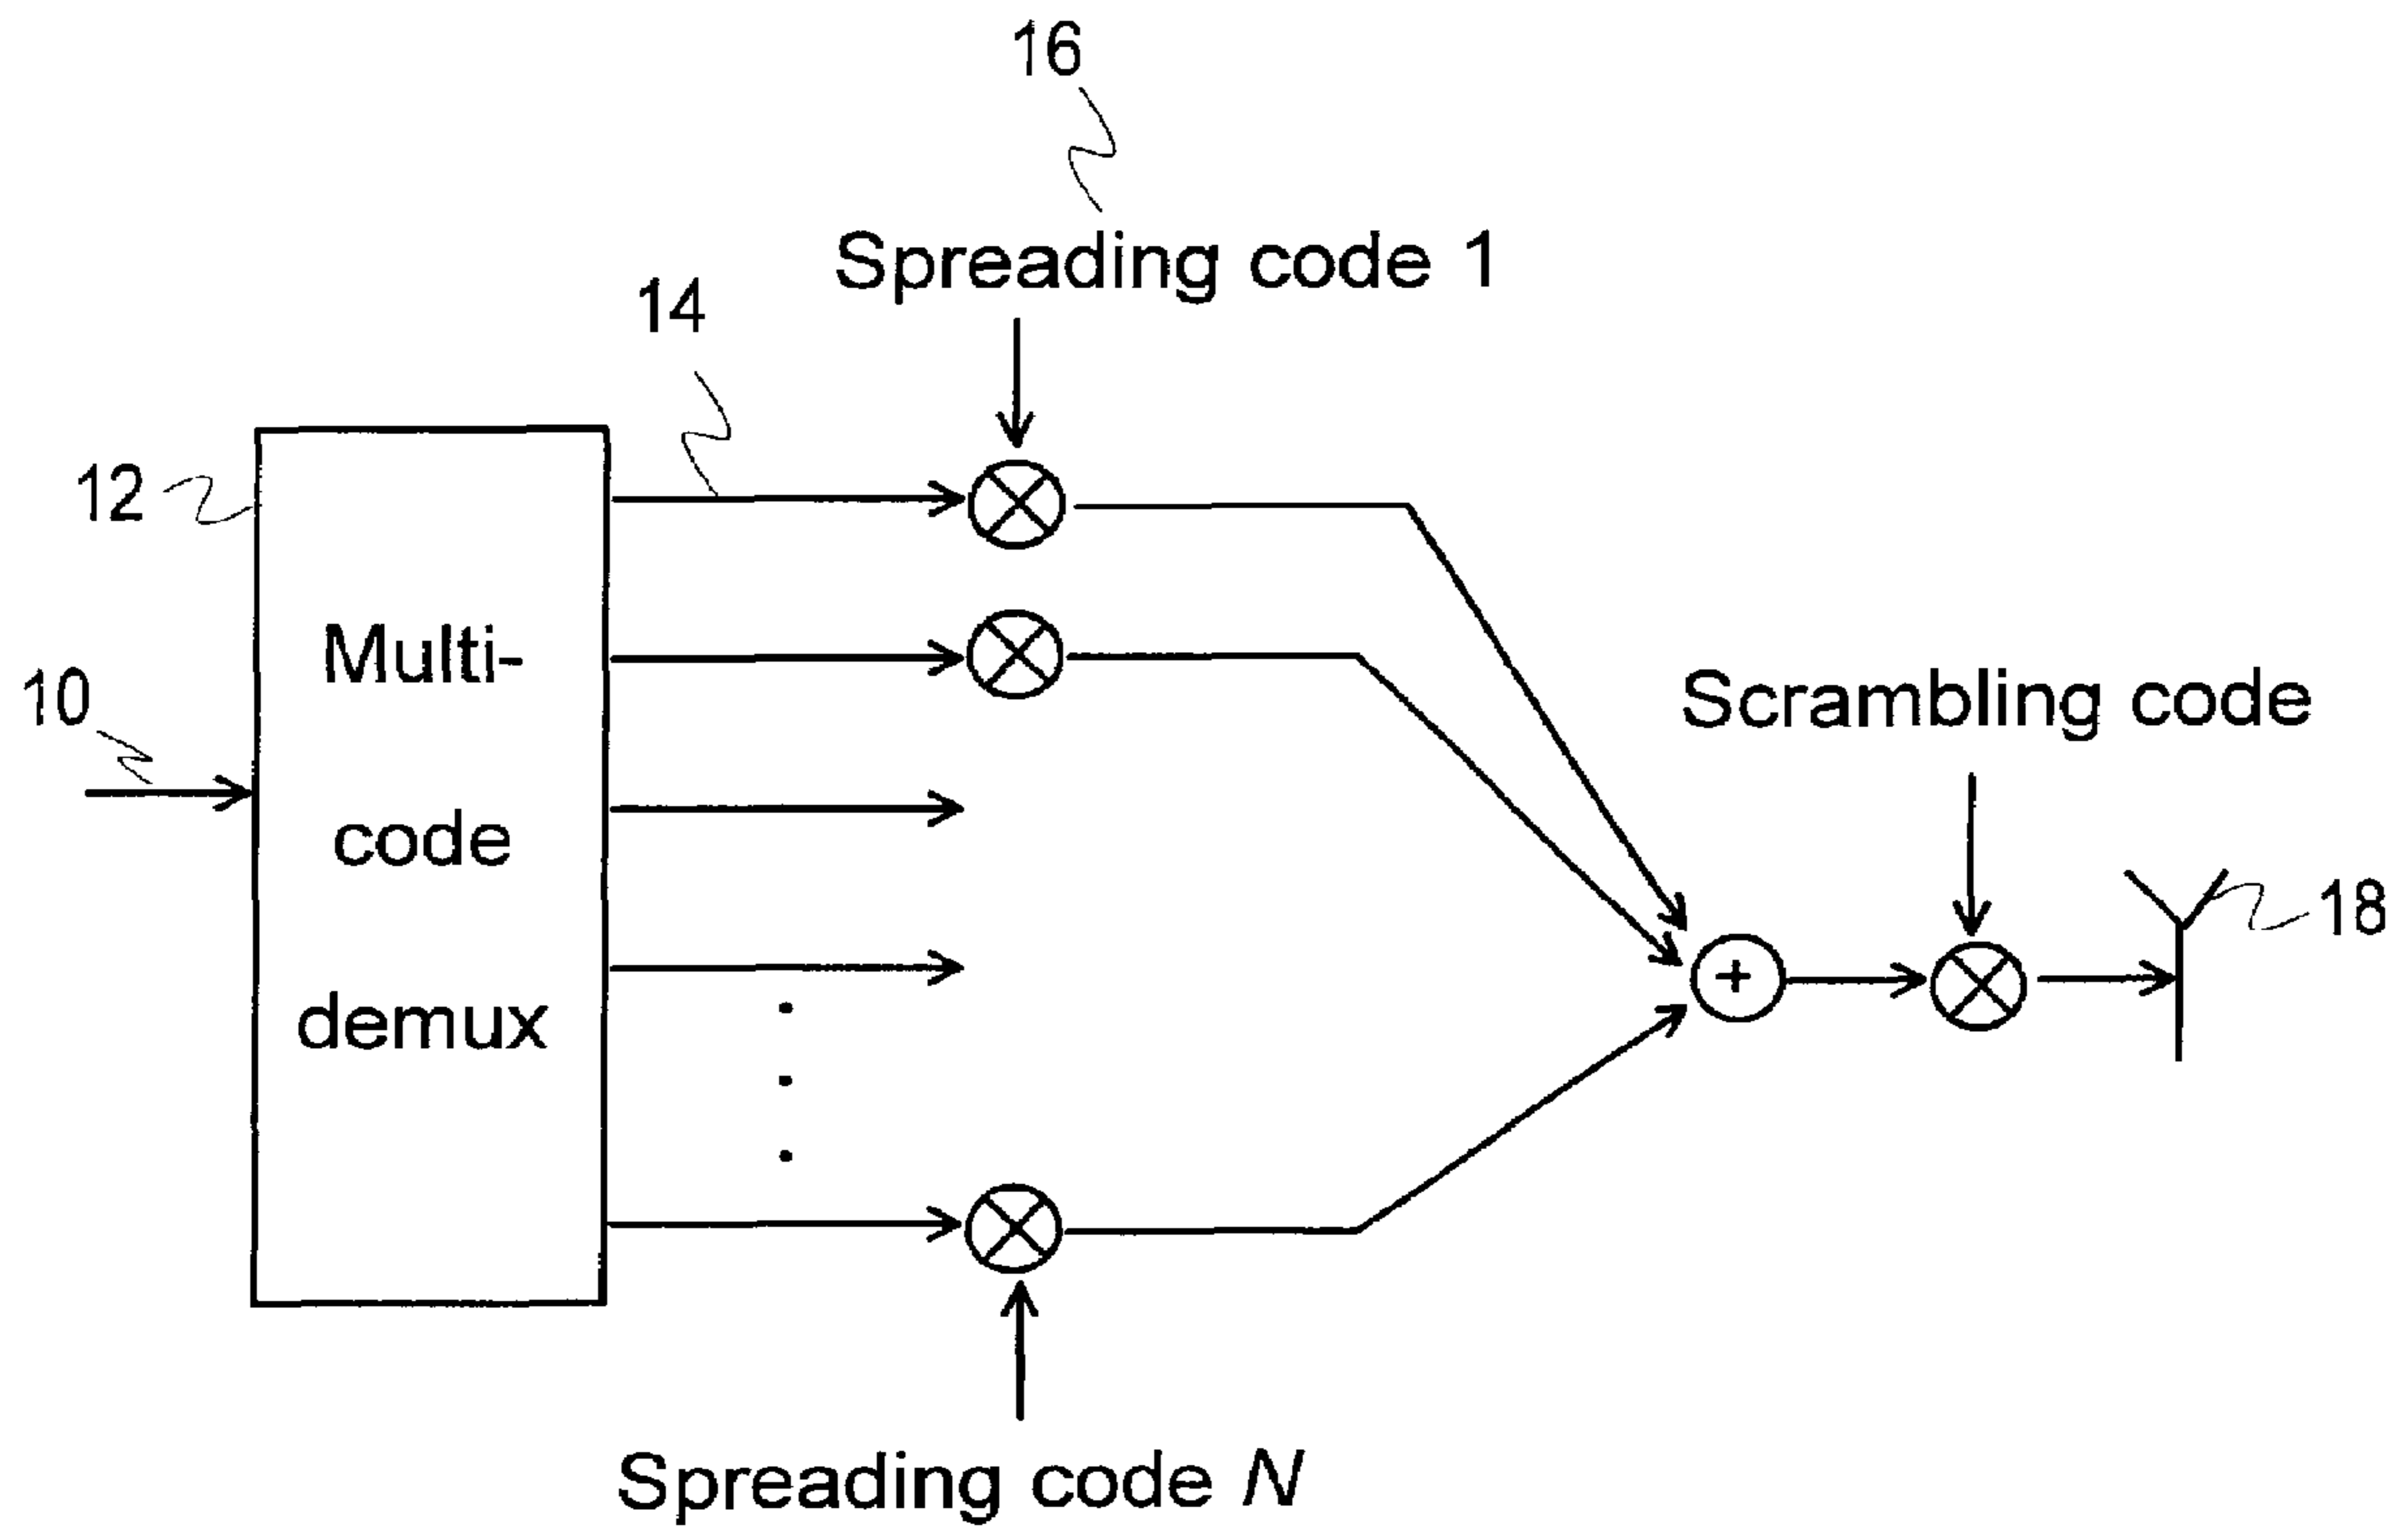 16
Spreading code 1
14
12
Multi-
10
Scrambling code
code
18
demux
+
Spreading code N